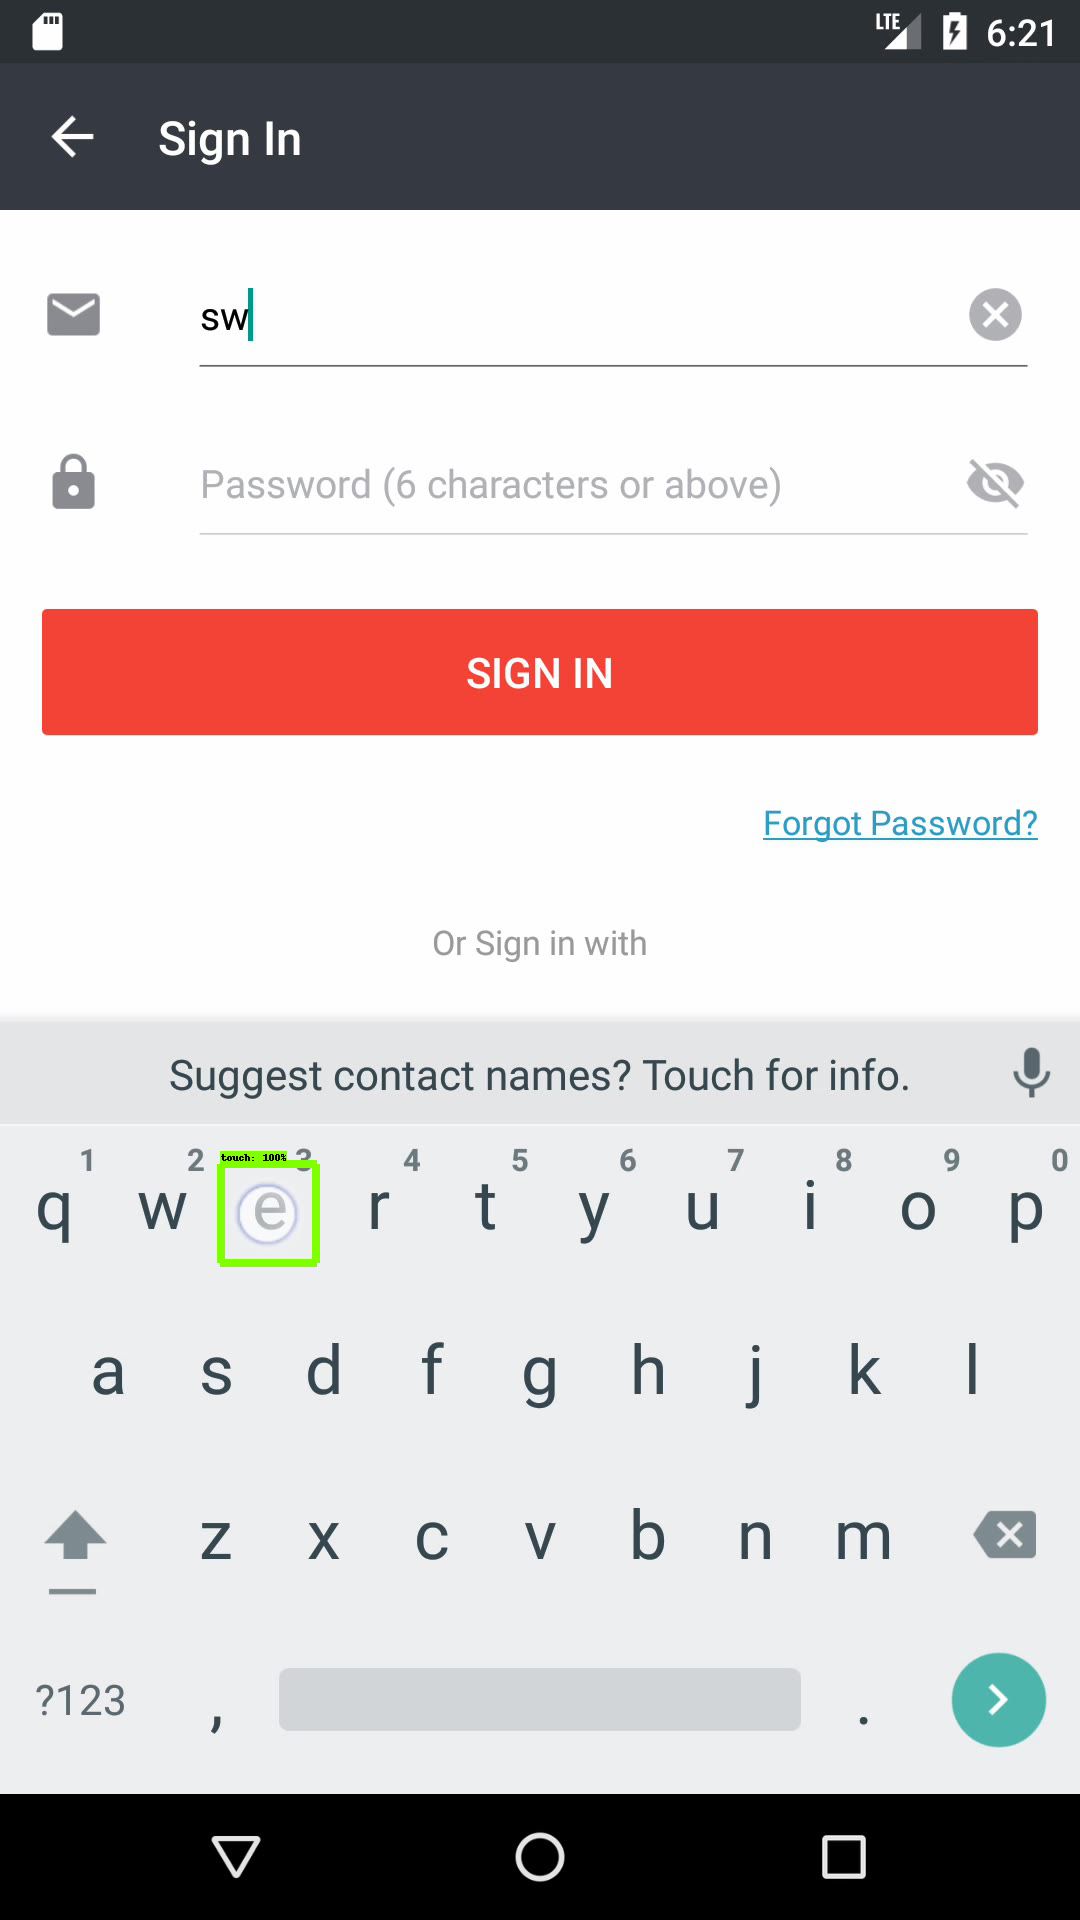 LTE 6:21
Sign In
sw
Password (6 characters or above)
SIGN IN
Forgot Password?
Or Sign in with
Suggest contact names? Touch for info.
touch: 100%
1 2 3 4 5 6 7 8 9 0
q w e r t y u i o p
a s d f g h j k l
z x c v b n m
?123 , .